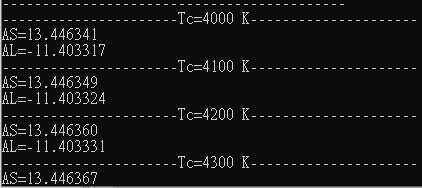 -----------------------------------------
---------------------Tc=4000 K--------------------
AS=13.446341
AL=-11.403317
---------------------Tc=4100 K--------------------
AS=13.446349
AL=-11.403324
---------------------Tc=4200 K--------------------
AS=13.446360
AL=-11.403331
---------------------Tc=4300 K--------------------
AS=13.446367